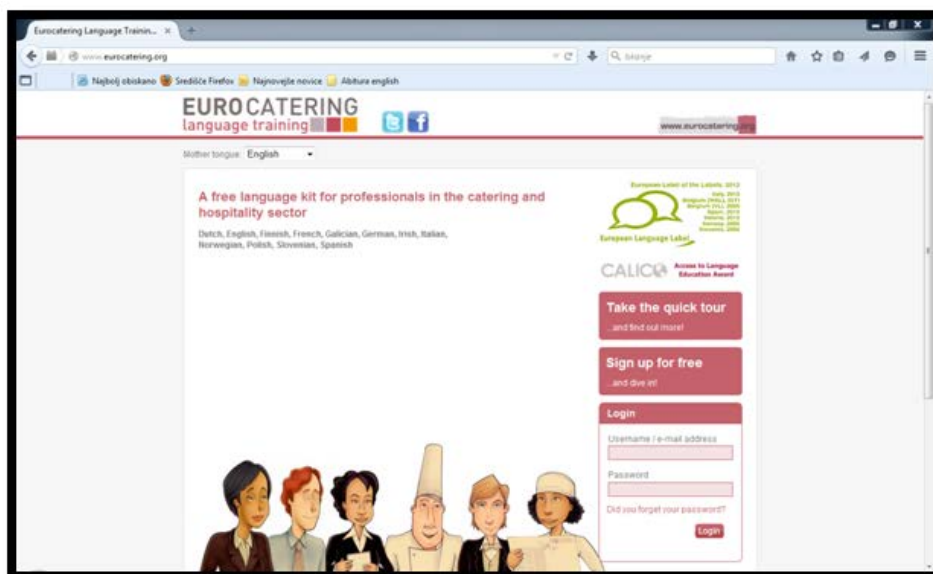 Eurocatering Language Trainin... ×
www.eurocatering.org
Iskanje
Najbolj obiskano Središče Firefox Najnovejše novice Abitura english
EUROCATERING
language training
www.eurocatering.org
Mother tongue: English
A free language kit for professionals in the catering and
hospitality sector
Dutch, English, Finnish, French, Galician, German, Irish, Italian,
Norwegian, Polish, Slovenian, Spanish
European Label of the Labels: 2012
Italy, 2013
European Language Label
CALICO Access to Language
Education Award
Take the quick tour
...and find out more!
Sign up for free
...and dive in!
Login
Username / e-mail address
Password
Did you forget your password?
Login